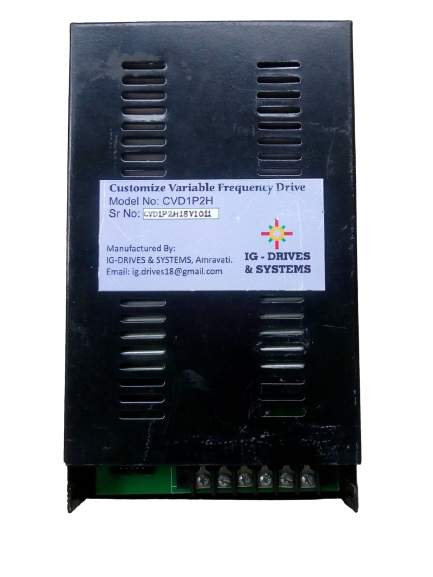 Customize Variable Frequency Drive
Model No: CVD1P2H
Sr No: CVD1P2H18V1011
Manufactured By:
IG-DRIVES & SYSTEMS, Amravati.
Email: ig.drives18@gmail.com
IG - DRIVES
& SYSTEMS